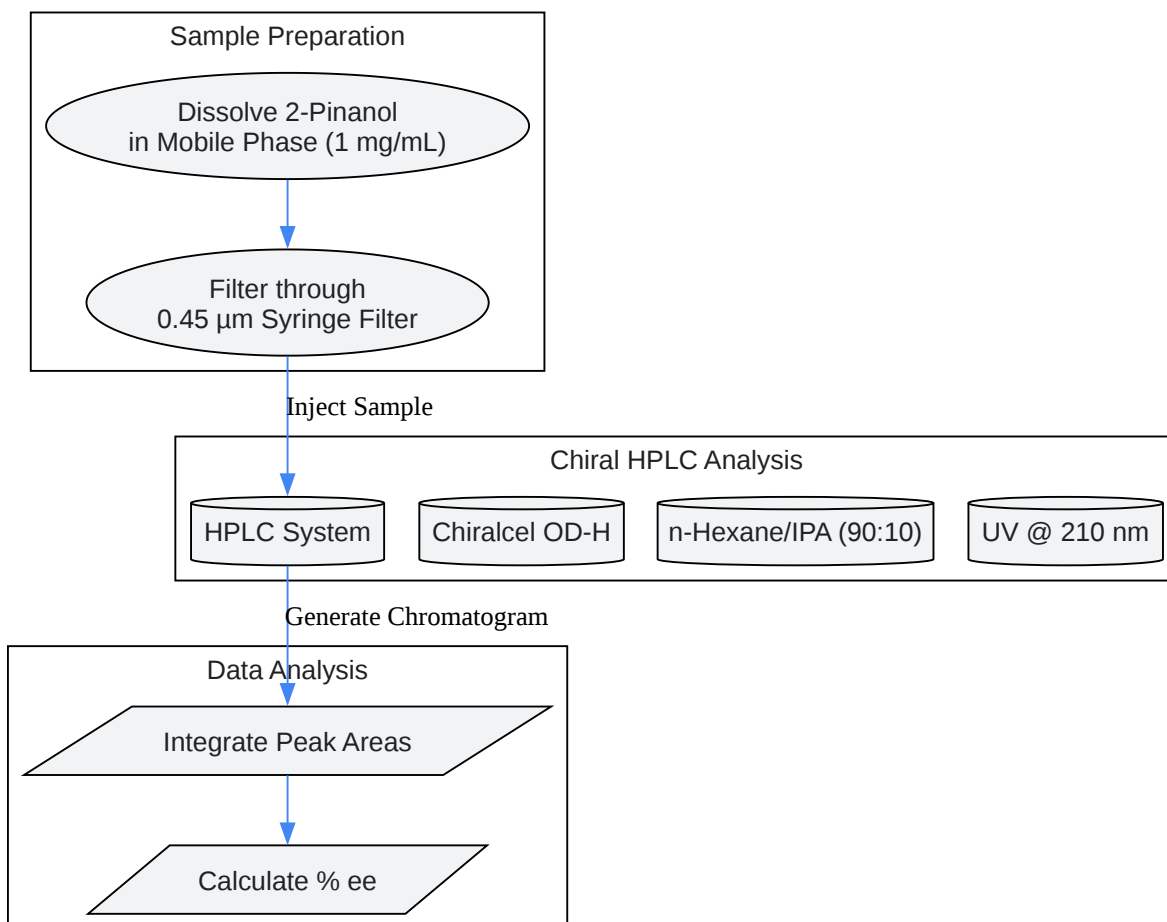 Sample Preparation
Dissolve 2-Pinanol
in Mobile Phase (1 mg/mL)
Filter through
0.45 µm Syringe Filter
Inject Sample
Chiral HPLC Analysis
HPLC System
Chiralcel OD-H
n-Hexane/IPA (90:10)
UV @ 210 nm
Generate Chromatogram
Data Analysis
Integrate Peak Areas
Calculate % ee